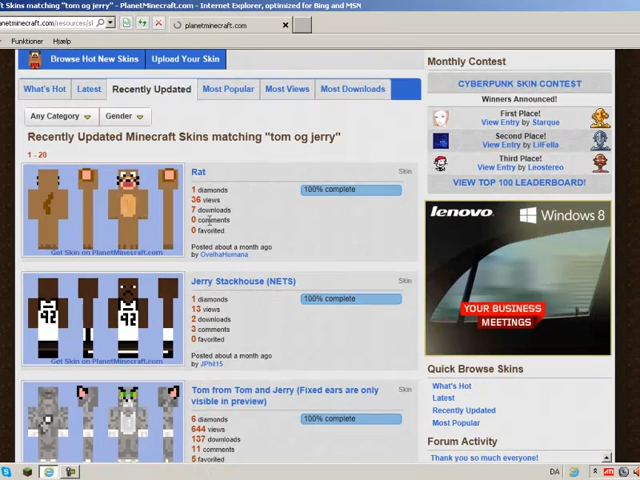 ft Skins matching "tom og jerry" - PlanetMinecraft.com - Internet Explorer, optimized for Bing and MSN
planetminecraft.com/resources/sl
planetminecraft.com
Funktioner Hjælp
Browse Hot New Skins Upload Your Skin
What's Hot Latest Recently Updated Most Popular Most Views Most Downloads
Any Category Gender
Recently Updated Minecraft Skins matching "tom og jerry"
1 - 20
Rat
Skin
1 diamonds
100% complete
36 views
7 downloads
0 comments
0 favorited
Posted about a month ago
by OvelhaHumana
Get Skin on PlanetMinecraft.com
Jerry Stackhouse (NETS)
Skin
1 diamonds
100% complete
13 views
2 downloads
3 comments
0 favorited
Posted about a month ago
by JPhil15
42
42
Get Skin on PlanetMinecraft.com
Tom from Tom and Jerry (Fixed ears are only
visible in preview)
Skin
6 diamonds
100% complete
644 views
137 downloads
11 comments
5 favorited
Monthly Contest
CYBERPUNK SKIN CONTEST
Winners Announced!
First Place!
View Entry by Starque
Second Place!
View Entry by LilFella
Third Place!
View Entry by Leostereo
VIEW TOP 100 LEADERBOARD!
lenovo Windows 8
YOUR BUSINESS
MEETINGS
Quick Browse Skins
What's Hot
Latest
Recently Updated
Most Popular
Forum Activity
Thank you so much everyone!
DA